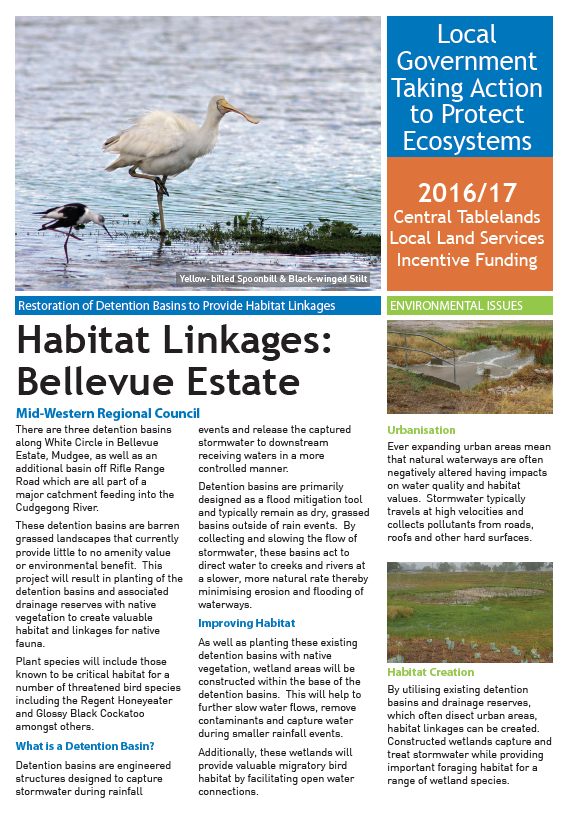 Yellow-billed Spoonbill & Black-winged Stilt
Local
Government
Taking Action
to Protect
Ecosystems
2016/17
Central Tablelands
Local Land Services
Incentive Funding
Restoration of Detention Basins to Provide Habitat Linkages
Habitat Linkages:
Bellevue Estate
Mid-Western Regional Council
There are three detention basins
along White Circle in Bellevue
Estate, Mudgee, as well as an
additional basin off Rifle Range
Road which are all part of a
major catchment feeding into the
Cudgegong River.
These detention basins are barren
grassed landscapes that currently
provide little to no amenity value
or environmental benefit.  This
project will result in planting of the
detention basins and associated
drainage reserves with native
vegetation to create valuable
habitat and linkages for native
fauna.
Plant species will include those
known to be critical habitat for a
number of threatened bird species
including the Regent Honeyeater
and Glossy Black Cockatoo
amongst others.
What is a Detention Basin?
Detention basins are engineered
structures designed to capture
stormwater during rainfall
events and release the captured
stormwater to downstream
receiving waters in a more
controlled manner.
Detention basins are primarily
designed as a flood mitigation tool
and typically remain as dry, grassed
basins outside of rain events.  By
collecting and slowing the flow of
stormwater, these basins act to
direct water to creeks and rivers at
a slower, more natural rate thereby
minimising erosion and flooding of
waterways.
Improving Habitat
As well as planting these existing
detention basins with native
vegetation, wetland areas will be
constructed within the base of the
detention basins.  This will help to
further slow water flows, remove
contaminants and capture water
during smaller rainfall events.
Additionally, these wetlands will
provide valuable migratory bird
habitat by facilitating open water
connections.
ENVIRONMENTAL ISSUES
Urbanisation
Ever expanding urban areas mean
that natural waterways are often
negatively altered having impacts
on water quality and habitat
values.  Stormwater typically
travels at high velocities and
collects pollutants from roads,
roofs and other hard surfaces.
Habitat Creation
By utilising existing detention
basins and drainage reserves,
which often disect urban areas,
habitat linkages can be created.
Constructed wetlands capture and
treat stormwater while providing
important foraging habitat for a
range of wetland species.